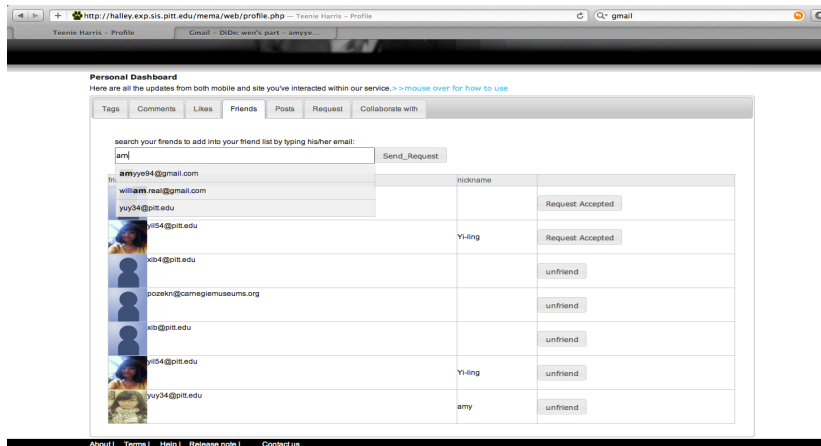 http://halley.exp.sis.pitt.edu/mema/web/profile.php — Teenie Harris – Profile
gmail
Teenie Harris – Profile
Gmail – DiDe: wen's part – amyye...
Personal Dashboard
Here are all the updates from both mobile and site you've interacted within our service.>>mouse over for how to use
Tags Comments Likes Friends Posts Request Collaborate with
search your firends to add into your friend list by typing his/her email:
am Send_Request
amyye94@gmail.com
william.real@gmail.com
yuy34@pitt.edu
nickname
Request Accepted
yil54@pitt.edu
Yi-ling Request Accepted
xib4@pitt.edu
unfriend
pozekn@carnegiemuseums.org
unfriend
xib@pitt.edu
unfriend
yil54@pitt.edu
Yi-ling unfriend
yuy34@pitt.edu
amy unfriend
About | Terms | Help | Release note | Contact us